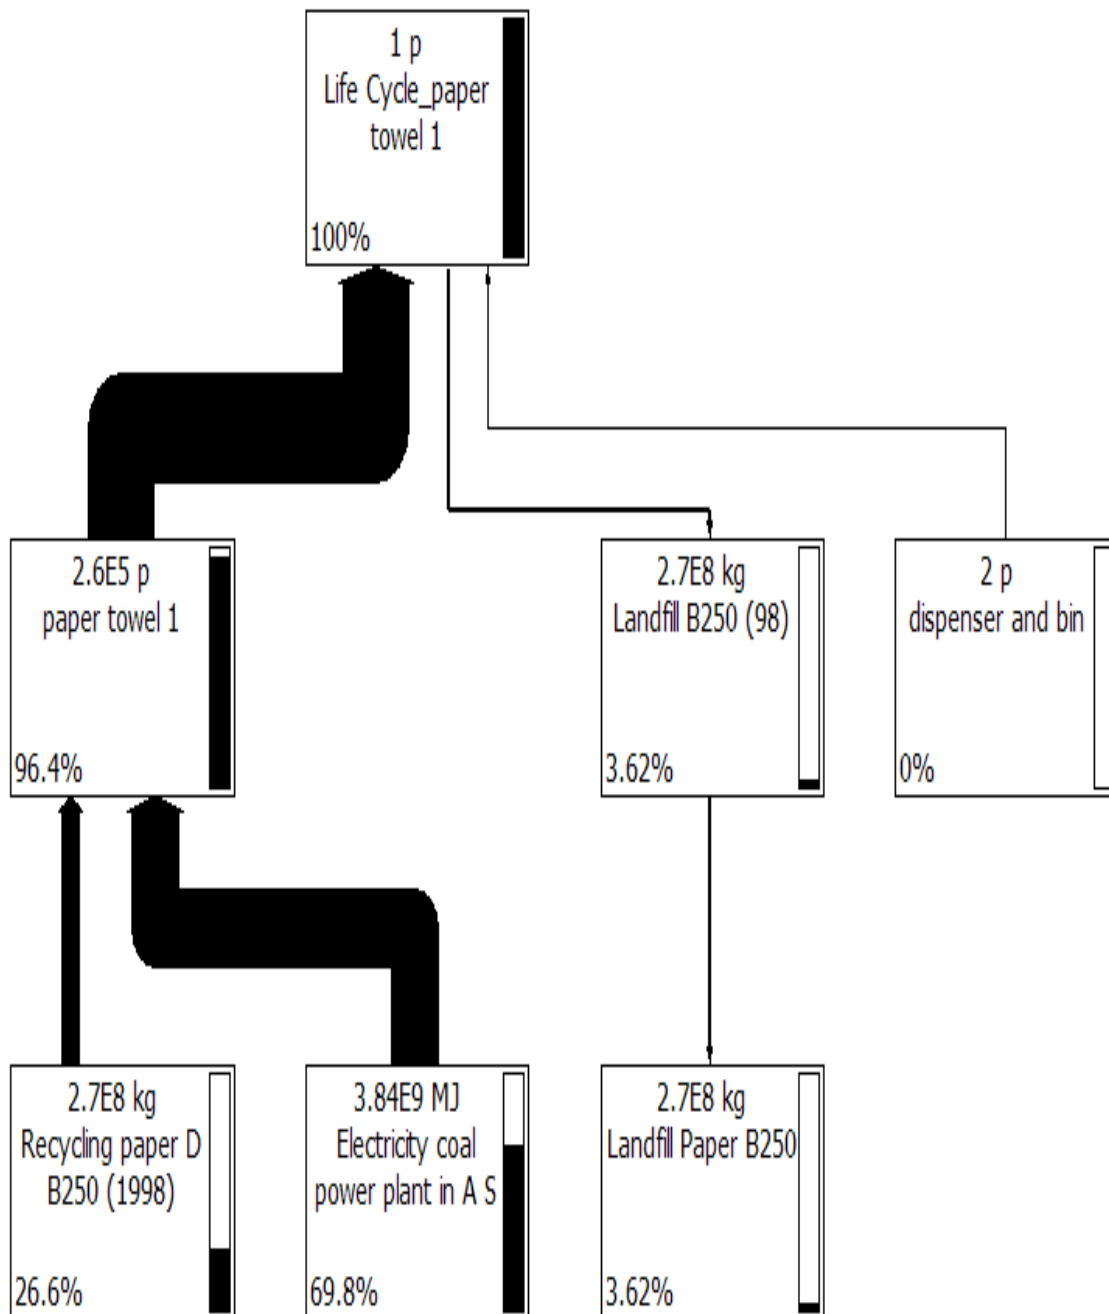 1 p
Life Cycle_paper
towel 1
100%
2.6E5 p
paper towel 1
96.4%
2.7E8 kg
Landfill B250 (98)
3.62%
2 p
dispenser and bin
0%
2.7E8 kg
Recycling paper D
B250 (1998)
26.6%
3.84E9 MJ
Electricity coal
power plant in A S
69.8%
2.7E8 kg
Landfill Paper B250
3.62%